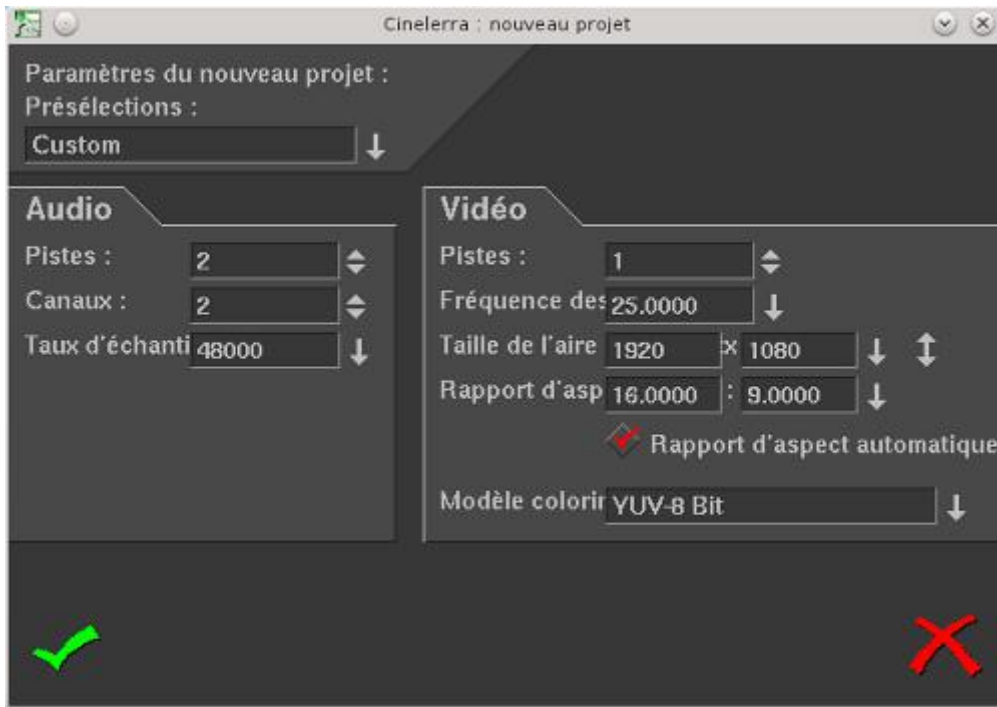 Cinelerra : nouveau projet
Paramètres du nouveau projet :
Présélections :
Custom
Audio
Pistes : 2
Canaux : 2
Taux d'échanti 48000
Vidéo
Pistes : 1
Fréquence des 25.0000
Taille de l'aire 1920 x 1080
Rapport d'asp 16.0000 : 9.0000
Rapport d'aspect automatique
Modèle colorir YUV-8 Bit